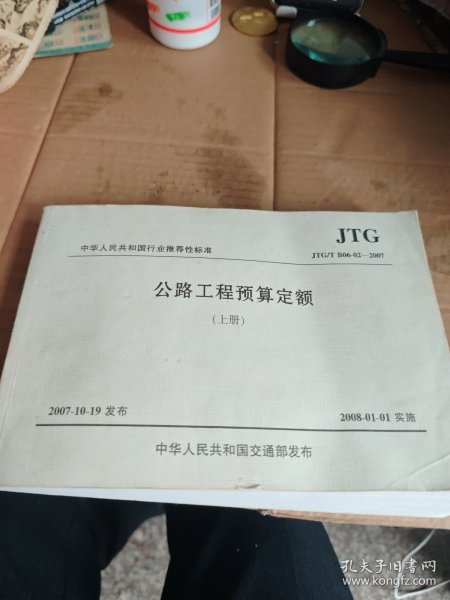 JTG
中华人民共和国行业推荐性标准
JTG/T B06-02—2007
公路工程预算定额
(上册)
2007-10-19 发布
2008-01-01 实施
中华人民共和国交通部发布
孔夫子旧书网
www.kongfz.com